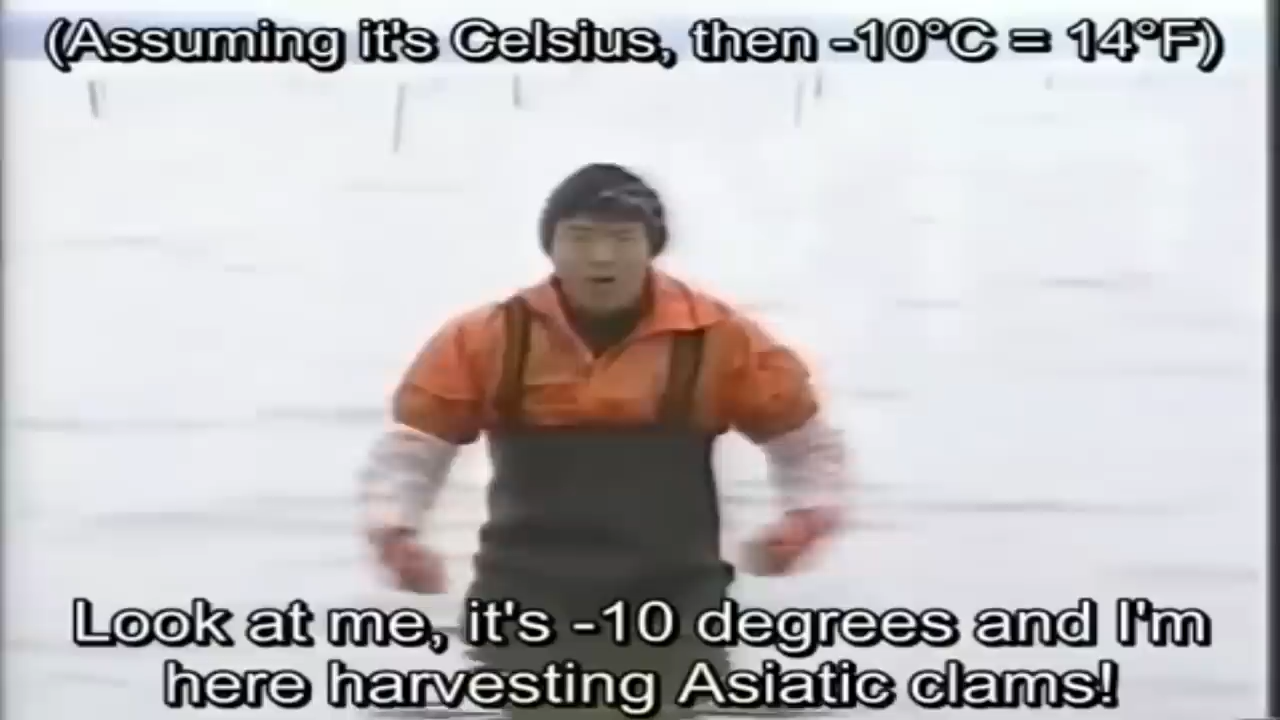 (Assuming it's Celsius, then -10°C = 14°F)
Look at me, it's -10 degrees and I'm
here harvesting Asiatic clams!